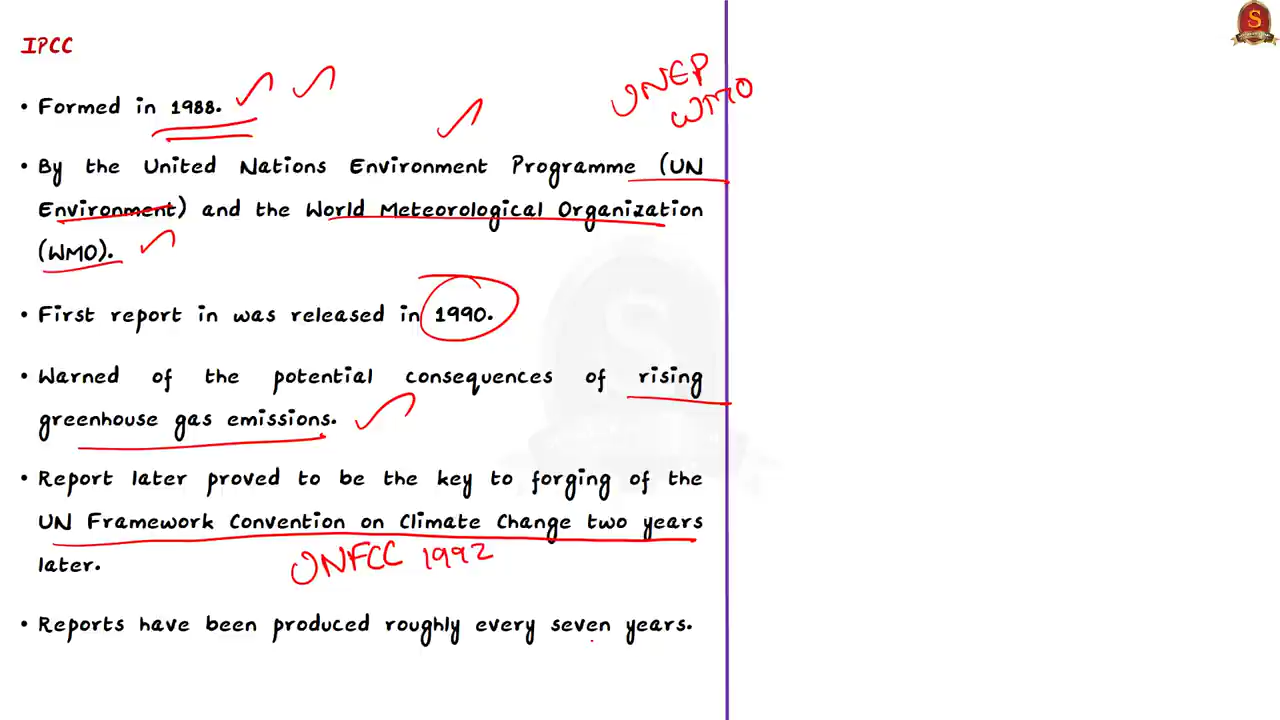 IPCC
• Formed in 1988.
UNEP
WMO
• By the United Nations Environment Programme (UN
Environment) and the World Meteorological Organization
(WMO).
• First report in was released in 1990.
• Warned of the potential consequences of rising
greenhouse gas emissions.
• Report later proved to be the key to forging of the
UN Framework Convention on Climate Change two years
later.
UNFCC 1992
• Reports have been produced roughly every seven years.
S